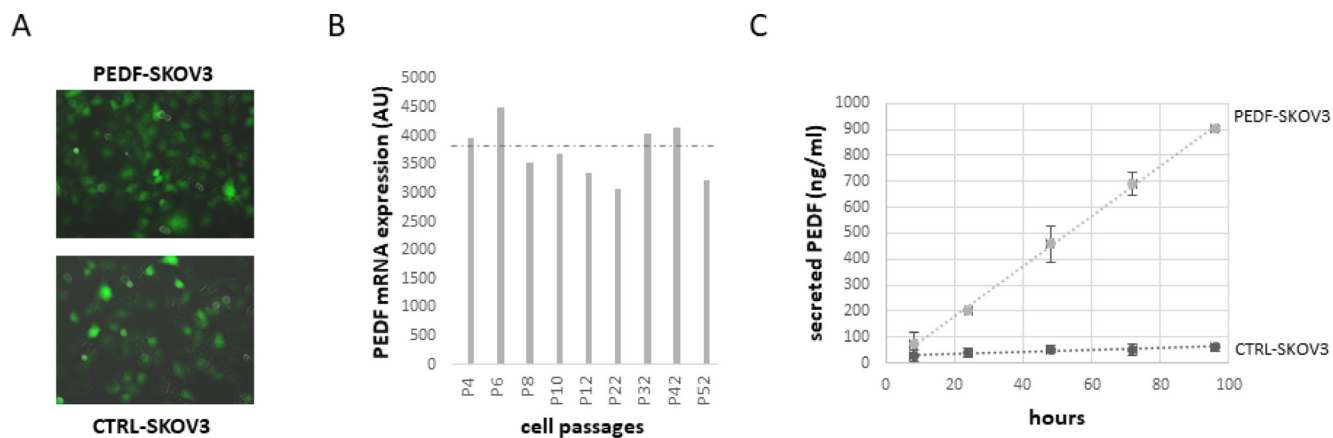 A
PEDF-SKOV3
CTRL-SKOV3
B
PEDF mRNA expression (AU)
5000
4500
4000
3500
3000
2500
2000
1500
1000
500
0
P4
P6
P8
P10
P12
P22
P32
P42
P52
cell passages
C
secreted PEDF (ng/ml)
1000
900
800
700
600
500
400
300
200
100
0
0
20
40
60
80
100
hours
PEDF-SKOV3
CTRL-SKOV3